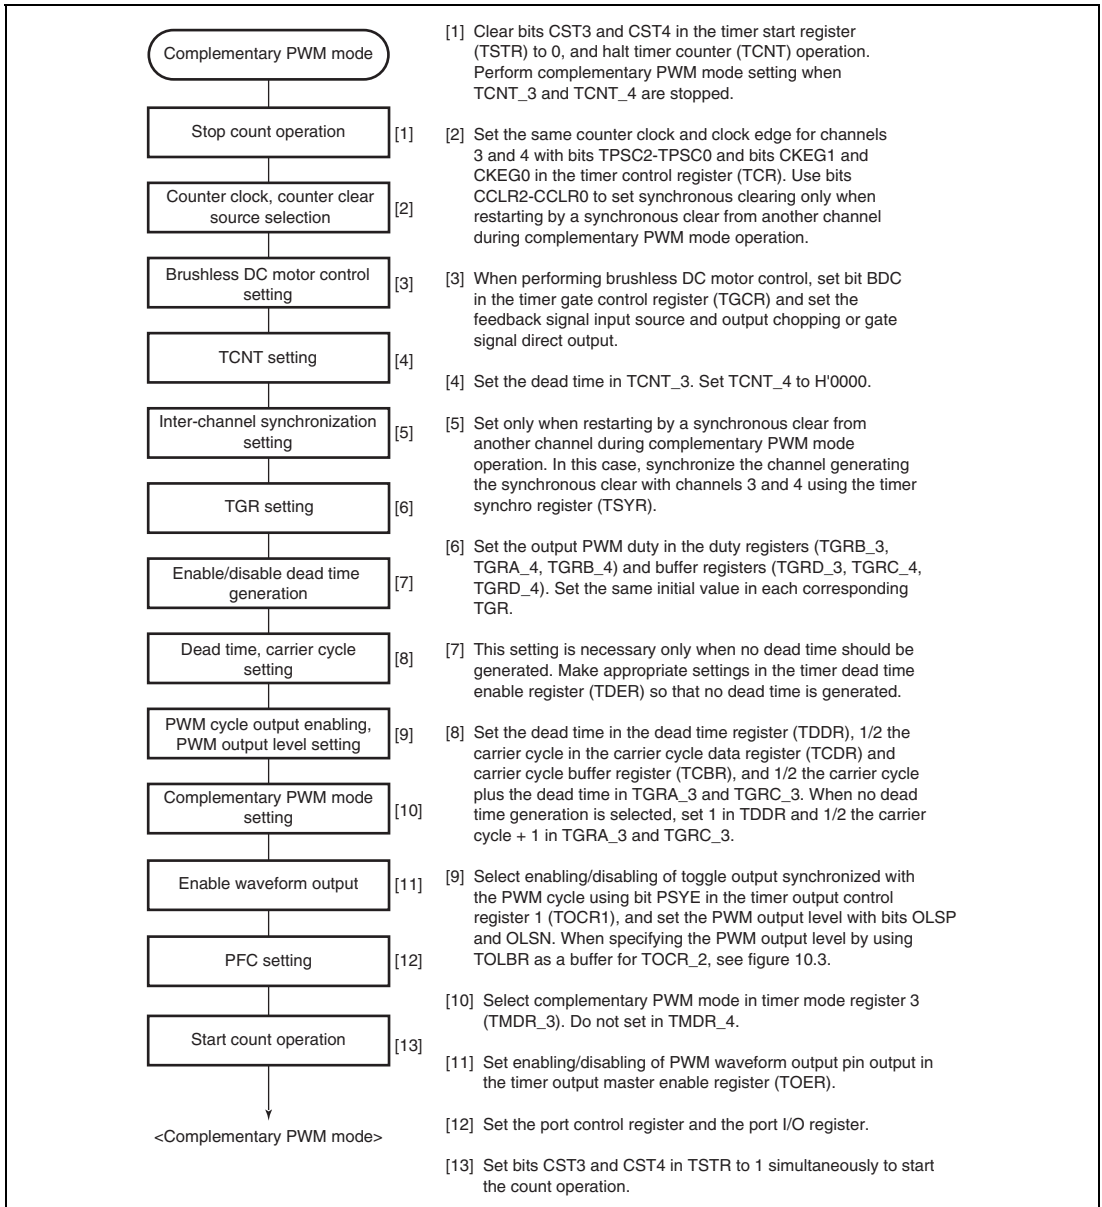 Complementary PWM mode
Stop count operation
[1]
Counter clock, counter clear
source selection
[2]
Brushless DC motor control
setting
[3]
TCNT setting
[4]
Inter-channel synchronization
setting
[5]
TGR setting
[6]
Enable/disable dead time
generation
[7]
Dead time, carrier cycle
setting
[8]
PWM cycle output enabling,
PWM output level setting
[9]
Complementary PWM mode
setting
[10]
Enable waveform output
[11]
PFC setting
[12]
Start count operation
[13]
<Complementary PWM mode>
[1] Clear bits CST3 and CST4 in the timer start register
(TSTR) to 0, and halt timer counter (TCNT) operation.
Perform complementary PWM mode setting when
TCNT_3 and TCNT_4 are stopped.
[2] Set the same counter clock and clock edge for channels
3 and 4 with bits TPSC2-TPSC0 and bits CKEG1 and
CKEG0 in the timer control register (TCR). Use bits
CCLR2-CCLR0 to set synchronous clearing only when
restarting by a synchronous clear from another channel
during complementary PWM mode operation.
[3] When performing brushless DC motor control, set bit BDC
in the timer gate control register (TGCR) and set the
feedback signal input source and output chopping or gate
signal direct output.
[4] Set the dead time in TCNT_3. Set TCNT_4 to H'0000.
[5] Set only when restarting by a synchronous clear from
another channel during complementary PWM mode
operation. In this case, synchronize the channel generating
the synchronous clear with channels 3 and 4 using the timer
synchro register (TSYR).
[6] Set the output PWM duty in the duty registers (TGRB_3,
TGRA_4, TGRB_4) and buffer registers (TGRD_3, TGRC_4,
TGRD_4). Set the same initial value in each corresponding
TGR.
[7] This setting is necessary only when no dead time should be
generated. Make appropriate settings in the timer dead time
enable register (TDER) so that no dead time is generated.
[8] Set the dead time in the dead time register (TDDR), 1/2 the
carrier cycle in the carrier cycle data register (TCDR) and
carrier cycle buffer register (TCBR), and 1/2 the carrier cycle
plus the dead time in TGRA_3 and TGRC_3. When no dead
time generation is selected, set 1 in TDDR and 1/2 the carrier
cycle + 1 in TGRA_3 and TGRC_3.
[9] Select enabling/disabling of toggle output synchronized with
the PWM cycle using bit PSYE in the timer output control
register 1 (TOCR1), and set the PWM output level with bits OLSP
and OLSN. When specifying the PWM output level by using
TOLBR as a buffer for TOCR_2, see figure 10.3.
[10] Select complementary PWM mode in timer mode register 3
(TMDR_3). Do not set in TMDR_4.
[11] Set enabling/disabling of PWM waveform output pin output in
the timer output master enable register (TOER).
[12] Set the port control register and the port I/O register.
[13] Set bits CST3 and CST4 in TSTR to 1 simultaneously to start
the count operation.